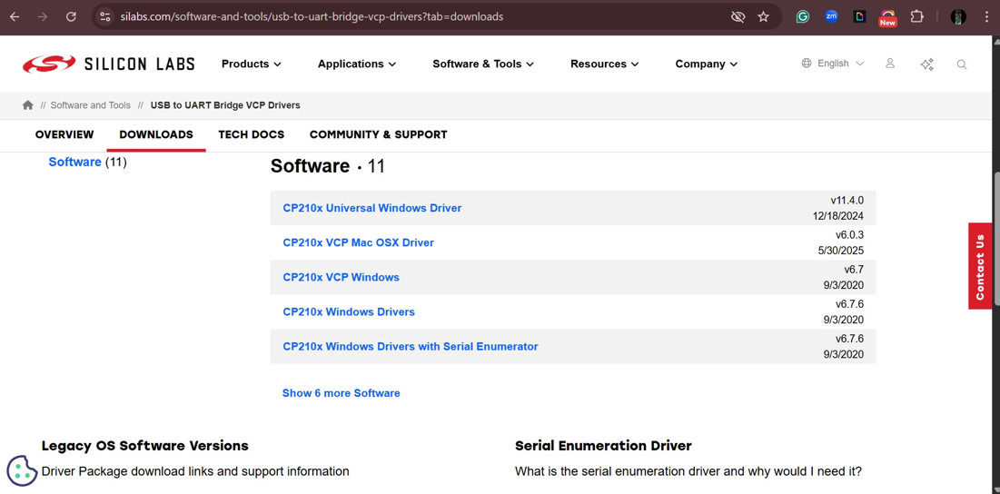 silabs.com/software-and-tools/usb-to-uart-bridge-vcp-drivers?tab=downloads
zm
New
SILICON LABS
Products
Applications
Software & Tools
Resources
Company
English
// Software and Tools // USB to UART Bridge VCP Drivers
OVERVIEW
DOWNLOADS
TECH DOCS
COMMUNITY & SUPPORT
Software (11)
Software · 11
CP210x Universal Windows Driver
v11.4.0
12/18/2024
CP210x VCP Mac OSX Driver
v6.0.3
5/30/2025
CP210x VCP Windows
v6.7
9/3/2020
CP210x Windows Drivers
v6.7.6
9/3/2020
CP210x Windows Drivers with Serial Enumerator
v6.7.6
9/3/2020
Show 6 more Software
Contact Us
Legacy OS Software Versions
Driver Package download links and support information
Serial Enumeration Driver
What is the serial enumeration driver and why would I need it?